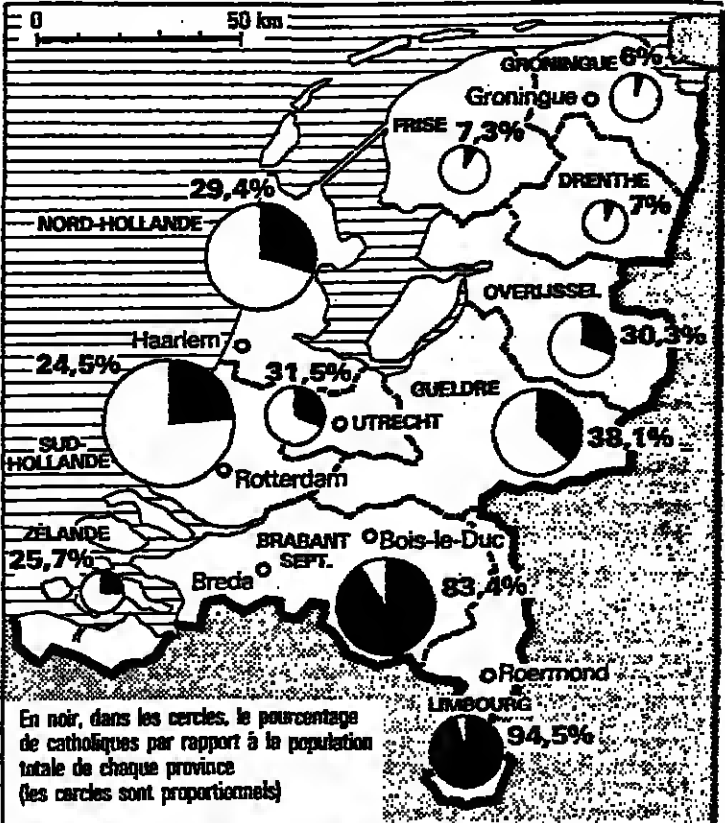 0 50 km
GRONINGUE 6%
Groningue
FRISE
7,3%
DRENTHE
7%
29,4%
NORD-HOLLANDE
OVERIJSSEL
30,3%
Haarlem
24,5%
31,5%
GUELDRE
UTRECHT
38,1%
SUD-
HOLLANDE
Rotterdam
ZÉLANDE
25,7%
BRABANT
SEPT.
Bois-le-Duc
Breda
83,4%
Roermond
LIMBOURG
94,5%
En noir, dans les cercles, le pourcentage
de catholiques par rapport à la population
totale de chaque province
(les cercles sont proportionnels)